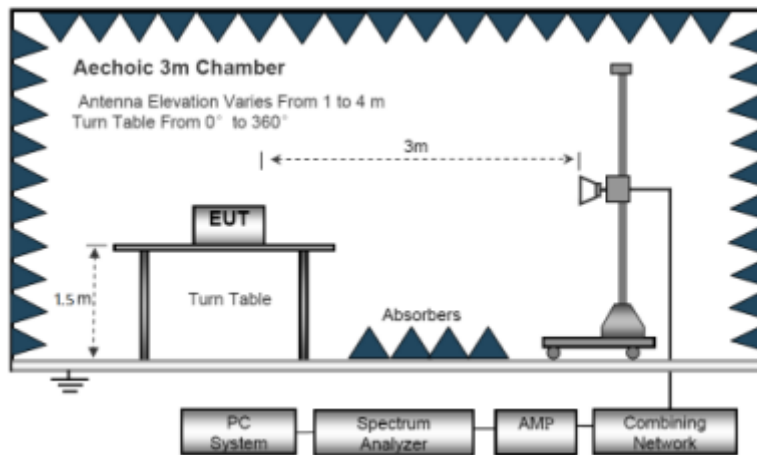 Aechoic 3m Chamber
Antenna Elevation Varies From 1 to 4 m
Turn Table From 0° to 360°
3m
EUT
1.5 m
Turn Table
Absorbers
PC
System
Spectrum
Analyzer
AMP
Combining
Network